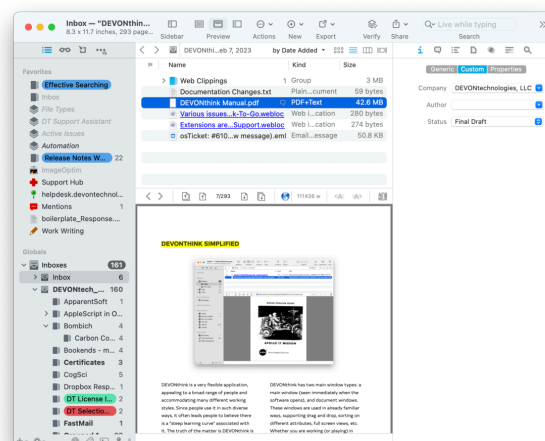 Inbox — "DEVONthin...
8.3 x 11.7 inches, 293 page...
Sidebar
Preview
Actions
New
Export
Verify
Share
Live while typing
Search
DEVONthi...eb 7, 2023
by Date Added
Name
Kind
Size
Web Clippings 1 Group 3 MB
Documentation Changes.txt Plain...cument 59 bytes
DEVONthink Manual.pdf PDF+Text 42.6 MB
Various issues...k-To-Go.webloc Web i...cation 280 bytes
Extensions are...Support.webloc Web i...cation 274 bytes
osTicket: #610...w message).eml Email...essage 50.8 KB
Favorites
Effective Searching
Inbox
File Types
DT Support Assistant
Active Issues
Automation
Release Notes W... 22
ImageOptim
Support Hub
helpdesk.devontechnol...
Mentions 1
boilerplate_Response....
Work Writing
Globals
Inboxes 161
Inbox 6
DEVONtech_... 160
ApparentSoft 1
AppleScript in O...
Bombich 4
Carbon Co... 4
Bookends - m... 4
Certificates 3
CogSci 5
Dropbox Resp... 1
DT License I... 2
DT Selectio... 2
FastMail 1
7/293
111436 w
DEVONTHINK SIMPLIFIED
APOLLO 11 MISSION
DEVONthink is a very flexible application,
appealing to a broad range of people and
accommodating many different working
styles. Since people use it in such diverse
ways, it often leads people to believe there
is a "steep learning curve" associated with
it. The truth of the matter is DEVONthink is
DEVONthink has two main window types: a
main window (seen immediately when the
software opens), and document windows.
These windows are used in already familiar
ways, supporting drag and drop, sorting on
different attributes, full screen views, etc.
Whether you are working (or playing) in
Generic
Custom
Properties
Company DEVONtechnologies, LLC
Author
Status Final Draft